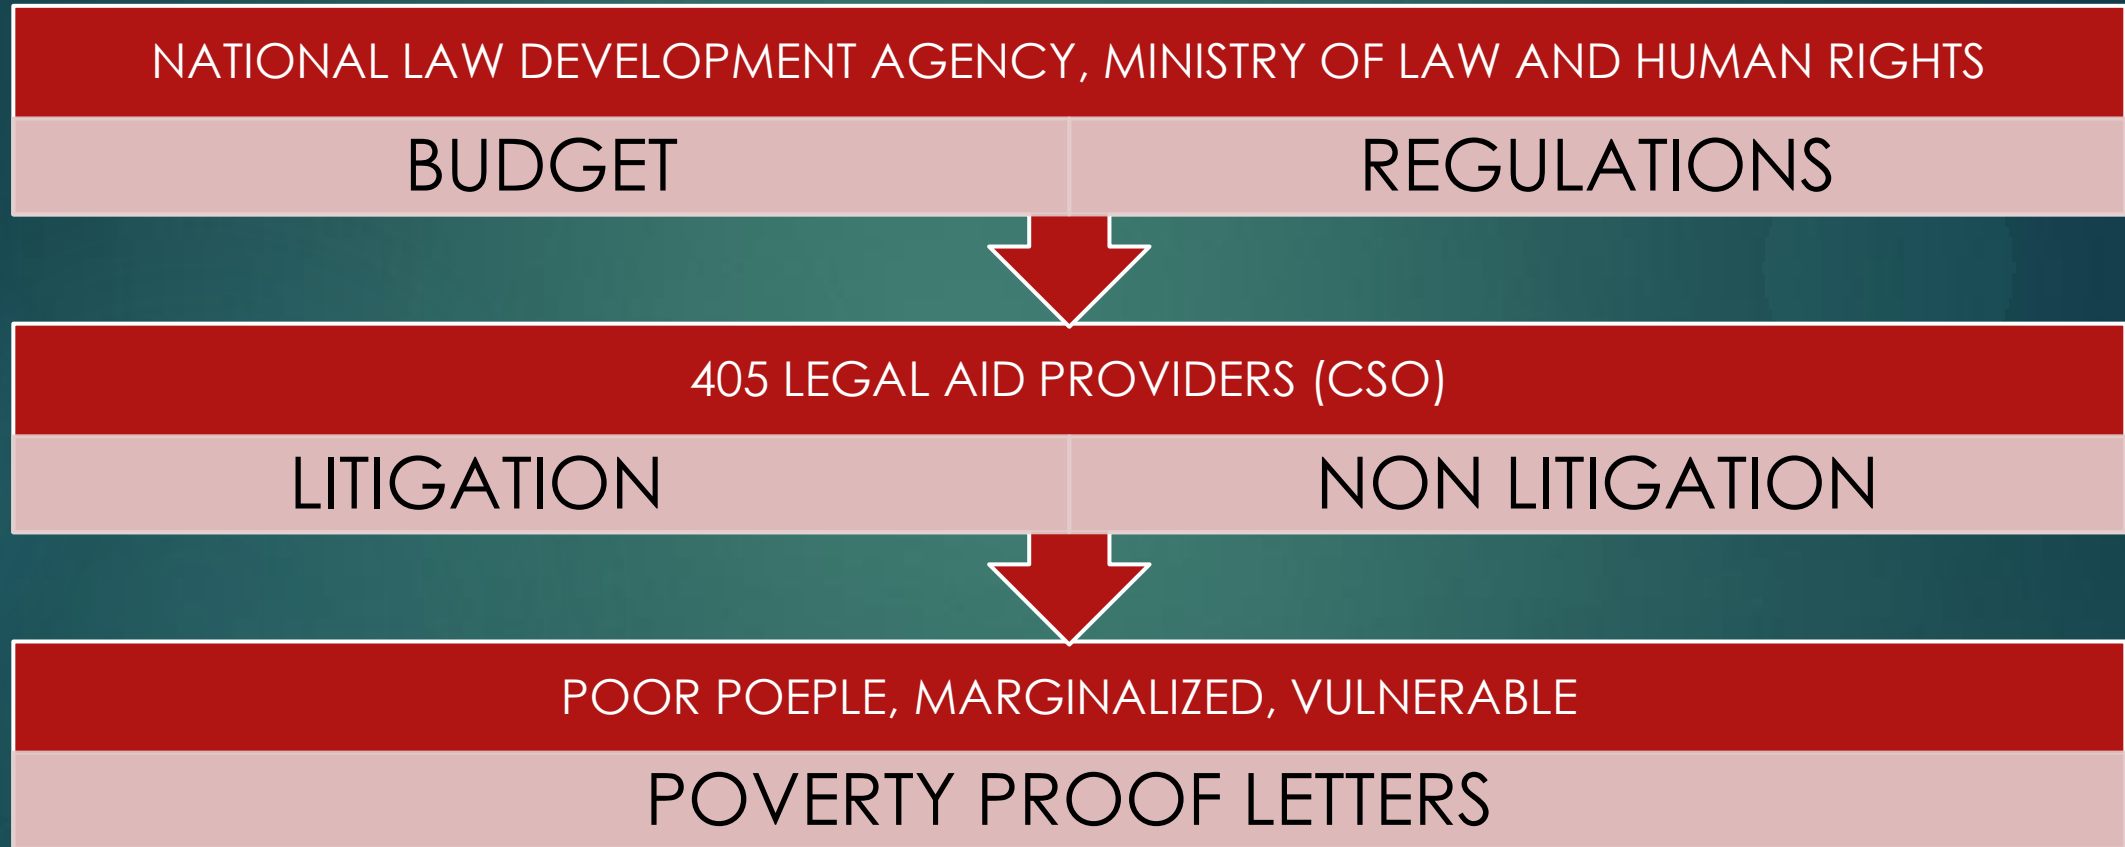 NATIONAL LAW DEVELOPMENT AGENCY, MINISTRY OF LAW AND HUMAN RIGHTS
BUDGET
REGULATIONS
405 LEGAL AID PROVIDERS (CSO)
LITIGATION
NON LITIGATION
POOR POEPLE, MARGINALIZED, VULNERABLE
POVERTY PROOF LETTERS